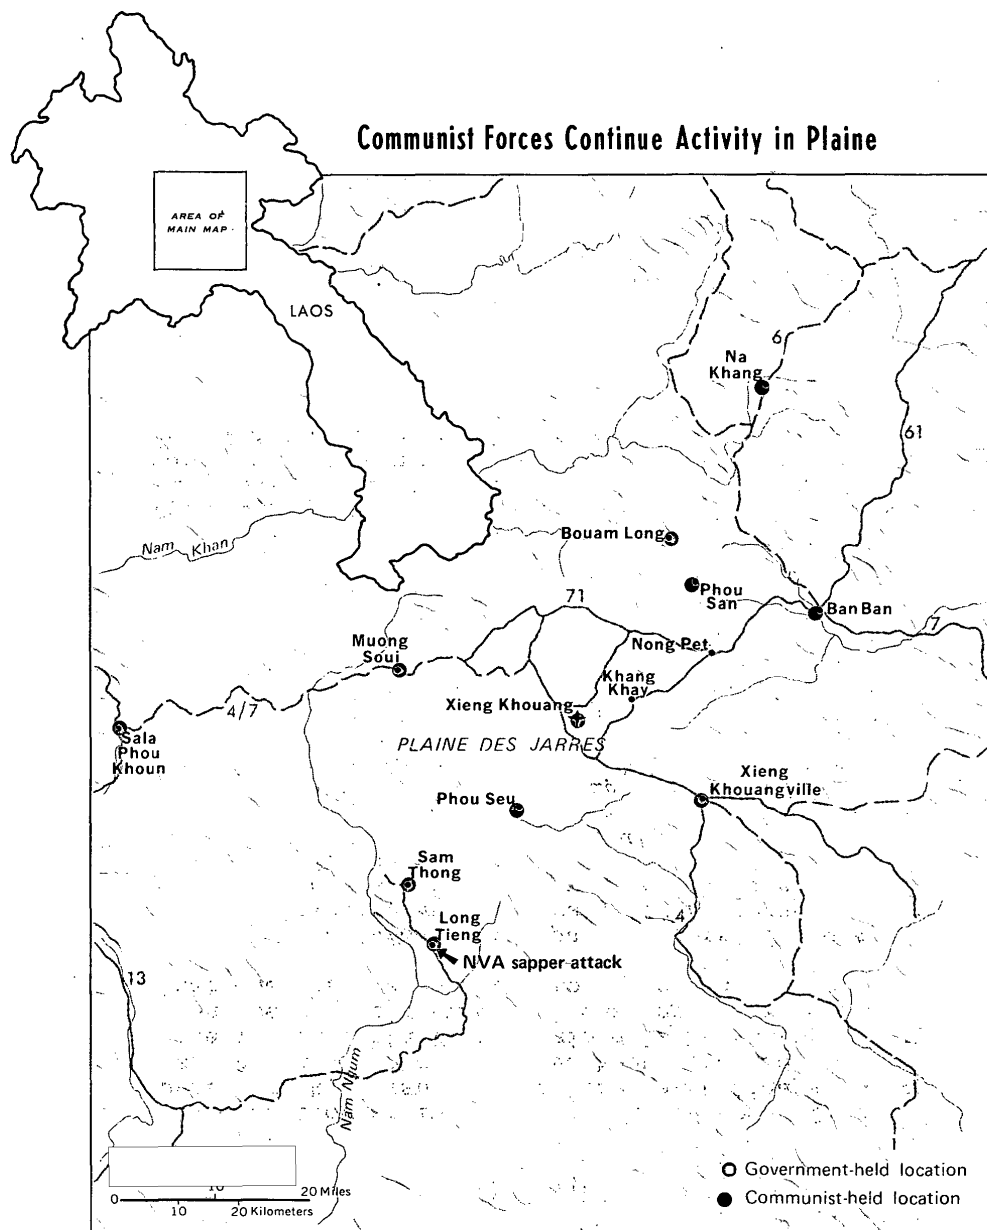 Communist Forces Continue Activity in Plaine
AREA OF
MAIN MAP
LAOS
6
Na
Khang
61
Bouam Long
Nam Khan
Phou
San
Ban Ban
71
7
Muong
Soui
Nong Pet
Khang
Khay
Xieng Khouang
4/7
Sala
Phou
Khoun
PLAINE DES JARRES
Xieng
Khouangville
Phou Seu
Sam
Thong
Long
Tieng
4
NVA sapper attack
13
Nam Ngum
Government-held location
Communist-held location
10
20 Miles
0
10
20 Kilometers